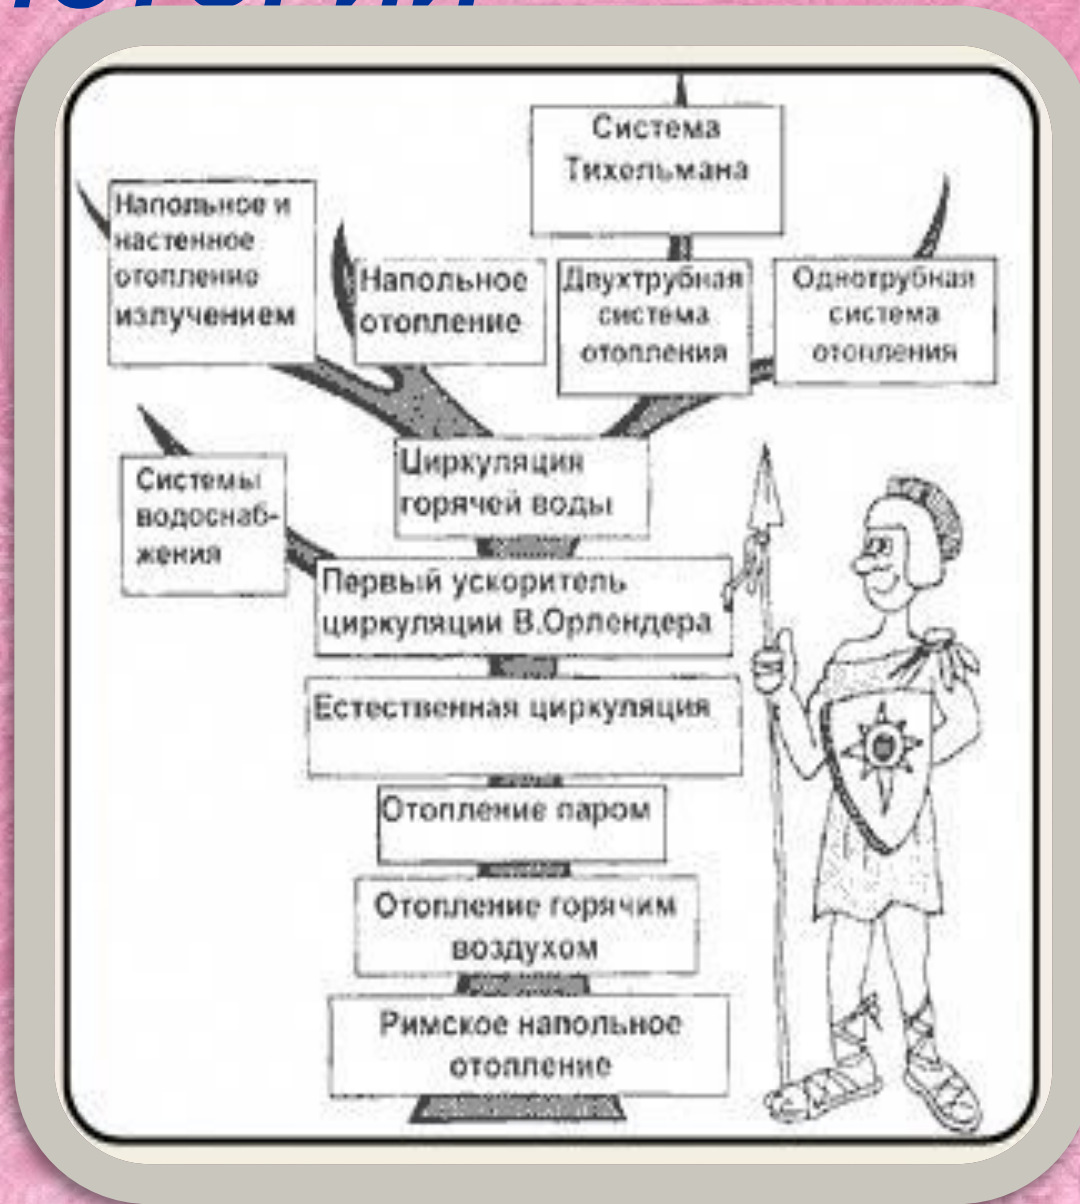 Система
Тихельмана
Напольное и
настенное
отопление
излучением
Напольное
отопление
Двухтрубная
система
отопления
Однотрубная
система
отопления
Системы
водоснаб-
жения
Циркуляция
горячей воды
Первый ускоритель
циркуляции В.Орлендера
Естественная циркуляция
Отопление паром
Отопление горячим
воздухом
Римское напольное
отопление